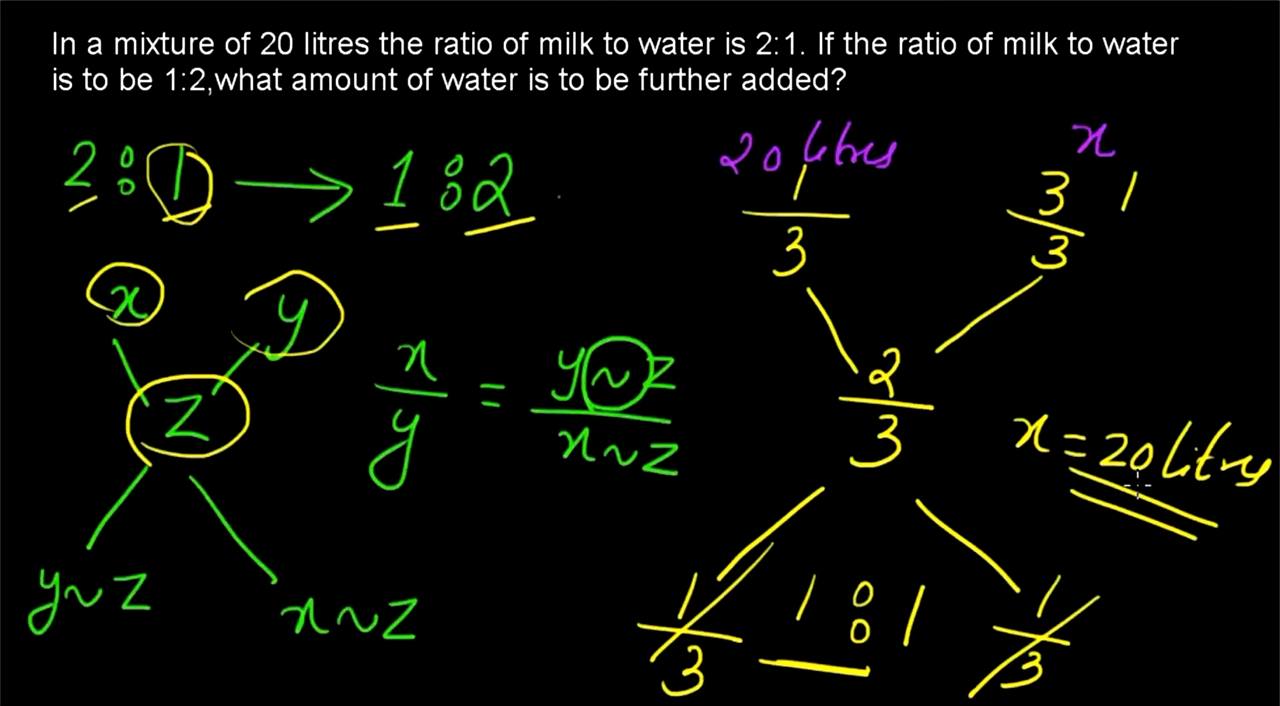 In a mixture of 20 litres the ratio of milk to water is 2:1. If the ratio of milk to water
is to be 1:2,what amount of water is to be further added?
2 : 1 → 1 : 2
x y
z
y~z x~z
x/y = y~z/x~z
20 litres x
1/3 3/3 1
2/3
x = 20 litres
1/3 1 : 1 1/3